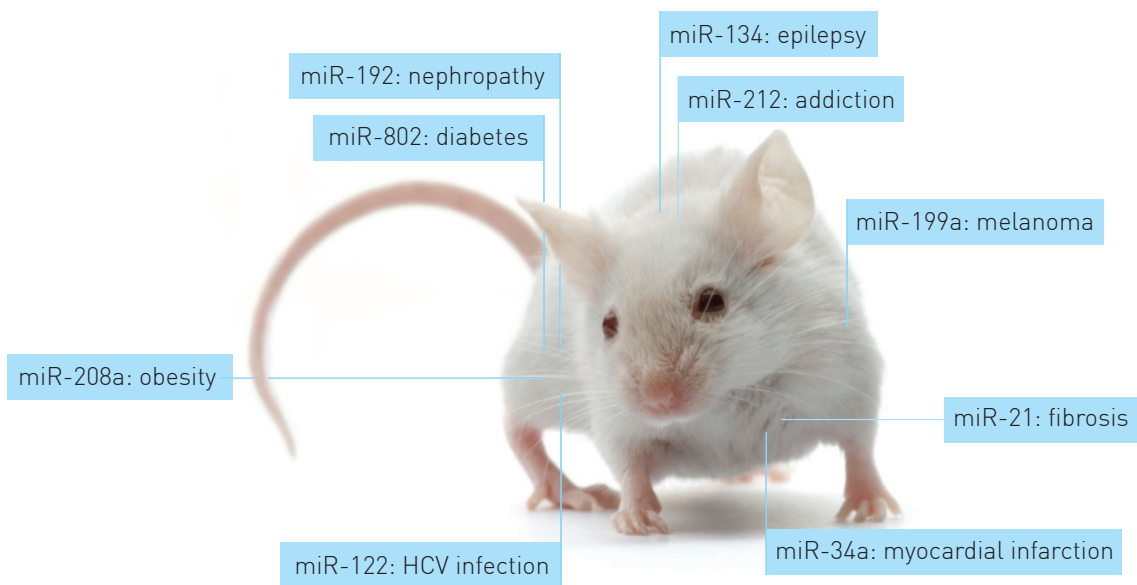 miR-134: epilepsy
miR-192: nephropathy
miR-212: addiction
miR-802: diabetes
miR-199a: melanoma
miR-208a: obesity
miR-21: fibrosis
miR-34a: myocardial infarction
miR-122: HCV infection